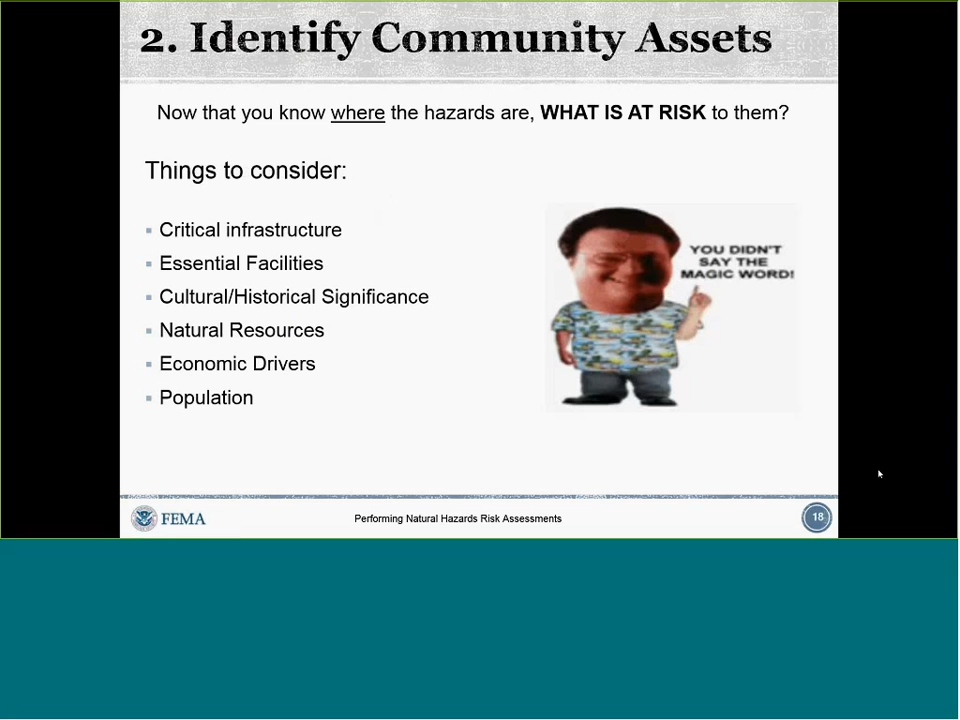 2. Identify Community Assets
Now that you know where the hazards are, WHAT IS AT RISK to them?
Things to consider:
Critical infrastructure
Essential Facilities
Cultural/Historical Significance
Natural Resources
Economic Drivers
Population
YOU DIDN'T
SAY THE
MAGIC WORD!
FEMA
Performing Natural Hazards Risk Assessments
18